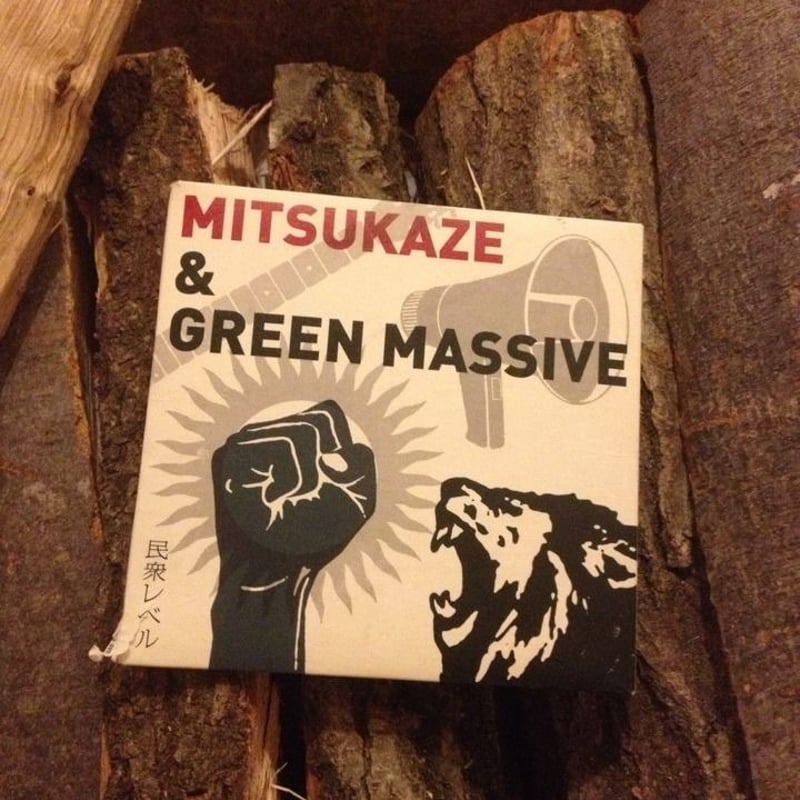 MITSUKAZE
&
GREEN MASSIVE
民衆レベル